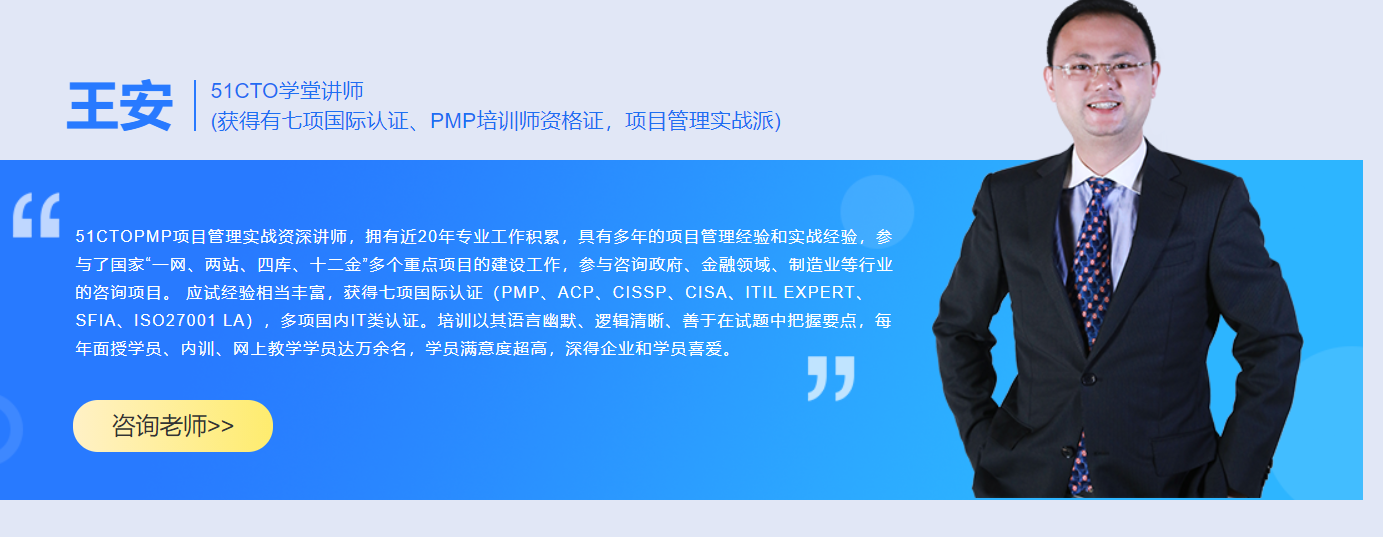 王安
51CTO学堂讲师
(获得有七项国际认证、PMP培训师资格证，项目管理实战派)
51CTOPMP项目管理实战资深讲师，拥有近20年专业工作积累，具有多年的项目管理经验和实战经验，参
与了国家“一网、两站、四库、十二金”多个重点项目的建设工作，参与咨询政府、金融领域、制造业等行业
的咨询项目。 应试经验相当丰富，获得七项国际认证（PMP、ACP、CISSP、CISA、ITIL EXPERT、
SFIA、ISO27001 LA），多项国内IT类认证。培训以其语言幽默、逻辑清晰、善于在试题中把握要点，每
年面授学员、内训、网上教学学员达万余名，学员满意度超高，深得企业和学员喜爱。
咨询老师>>